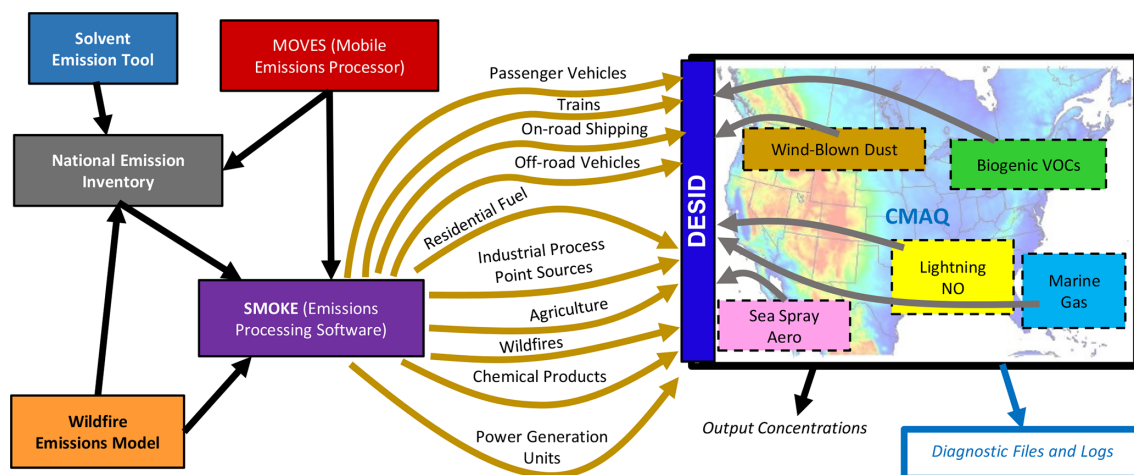 Solvent
Emission Tool
MOVES (Mobile
Emissions Processor)
National Emission
Inventory
SMOKE (Emissions
Processing Software)
Wildfire
Emissions Model
Passenger Vehicles
Trains
On-road Shipping
Off-road Vehicles
Residential Fuel
Industrial Process
Point Sources
Agriculture
Wildfires
Chemical Products
Power Generation
Units
DESID
Wind-Blown Dust
Biogenic VOCs
CMAQ
Lightning
NO
Marine
Gas
Sea Spray
Aero
Output Concentrations
Diagnostic Files and Logs